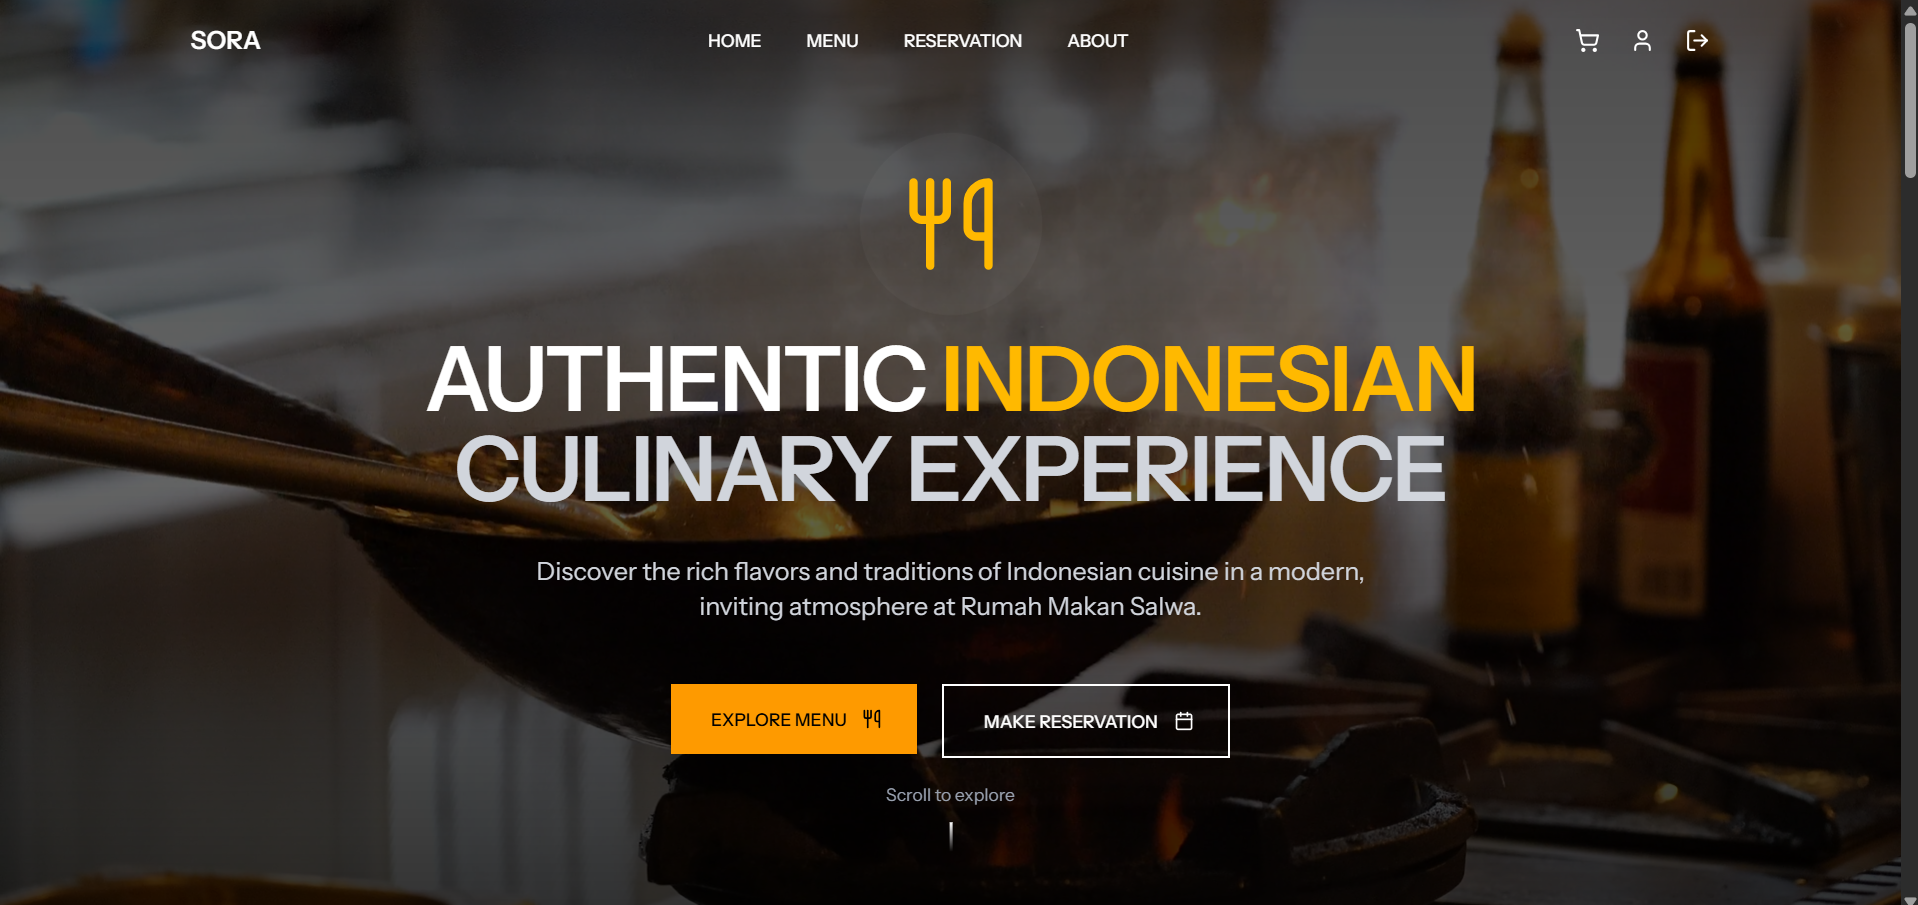 SORA
HOME
MENU
RESERVATION
ABOUT
AUTHENTIC INDONESIAN
CULINARY EXPERIENCE
Discover the rich flavors and traditions of Indonesian cuisine in a modern,
inviting atmosphere at Rumah Makan Salwa.
EXPLORE MENU
MAKE RESERVATION
Scroll to explore